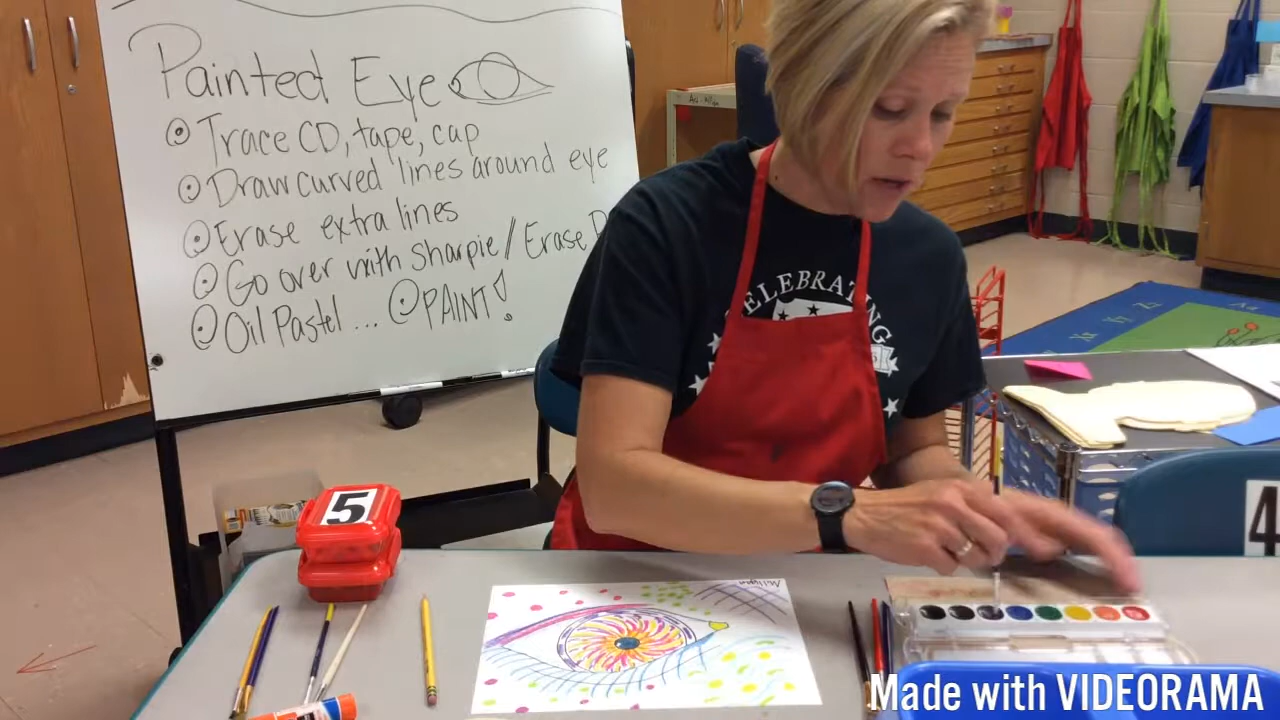 Painted Eye
Trace CD, tape, cap
Draw curved lines around eye
Erase extra lines
Go over with Sharpie / Erase
Oil Pastel ... PAINT!
CELEBRATING
5
4
Made with VIDEORAMA